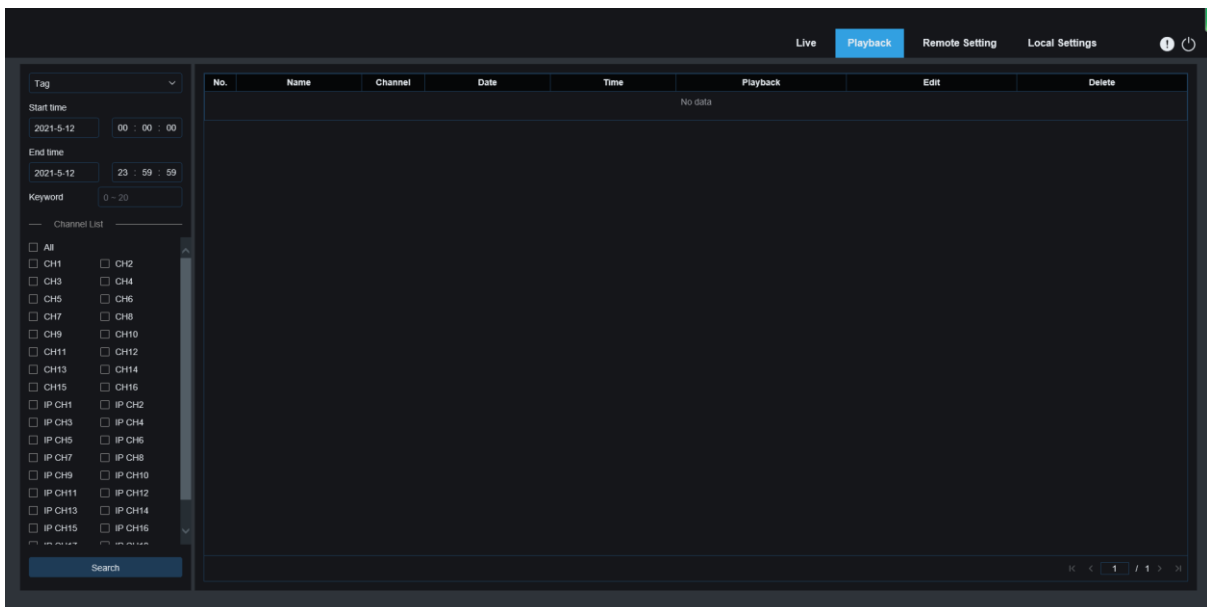 Live Playback Remote Setting Local Settings
Tag
No. Name Channel Date Time Playback Edit Delete
No data
Start time
2021-5-12 00 : 00 : 00
End time
2021-5-12 23 : 59 : 59
Keyword 0 ~ 20
Channel List
All
CH1 CH2
CH3 CH4
CH5 CH6
CH7 CH8
CH9 CH10
CH11 CH12
CH13 CH14
CH15 CH16
IP CH1 IP CH2
IP CH3 IP CH4
IP CH5 IP CH6
IP CH7 IP CH8
IP CH9 IP CH10
IP CH11 IP CH12
IP CH13 IP CH14
IP CH15 IP CH16
Search
1 / 1